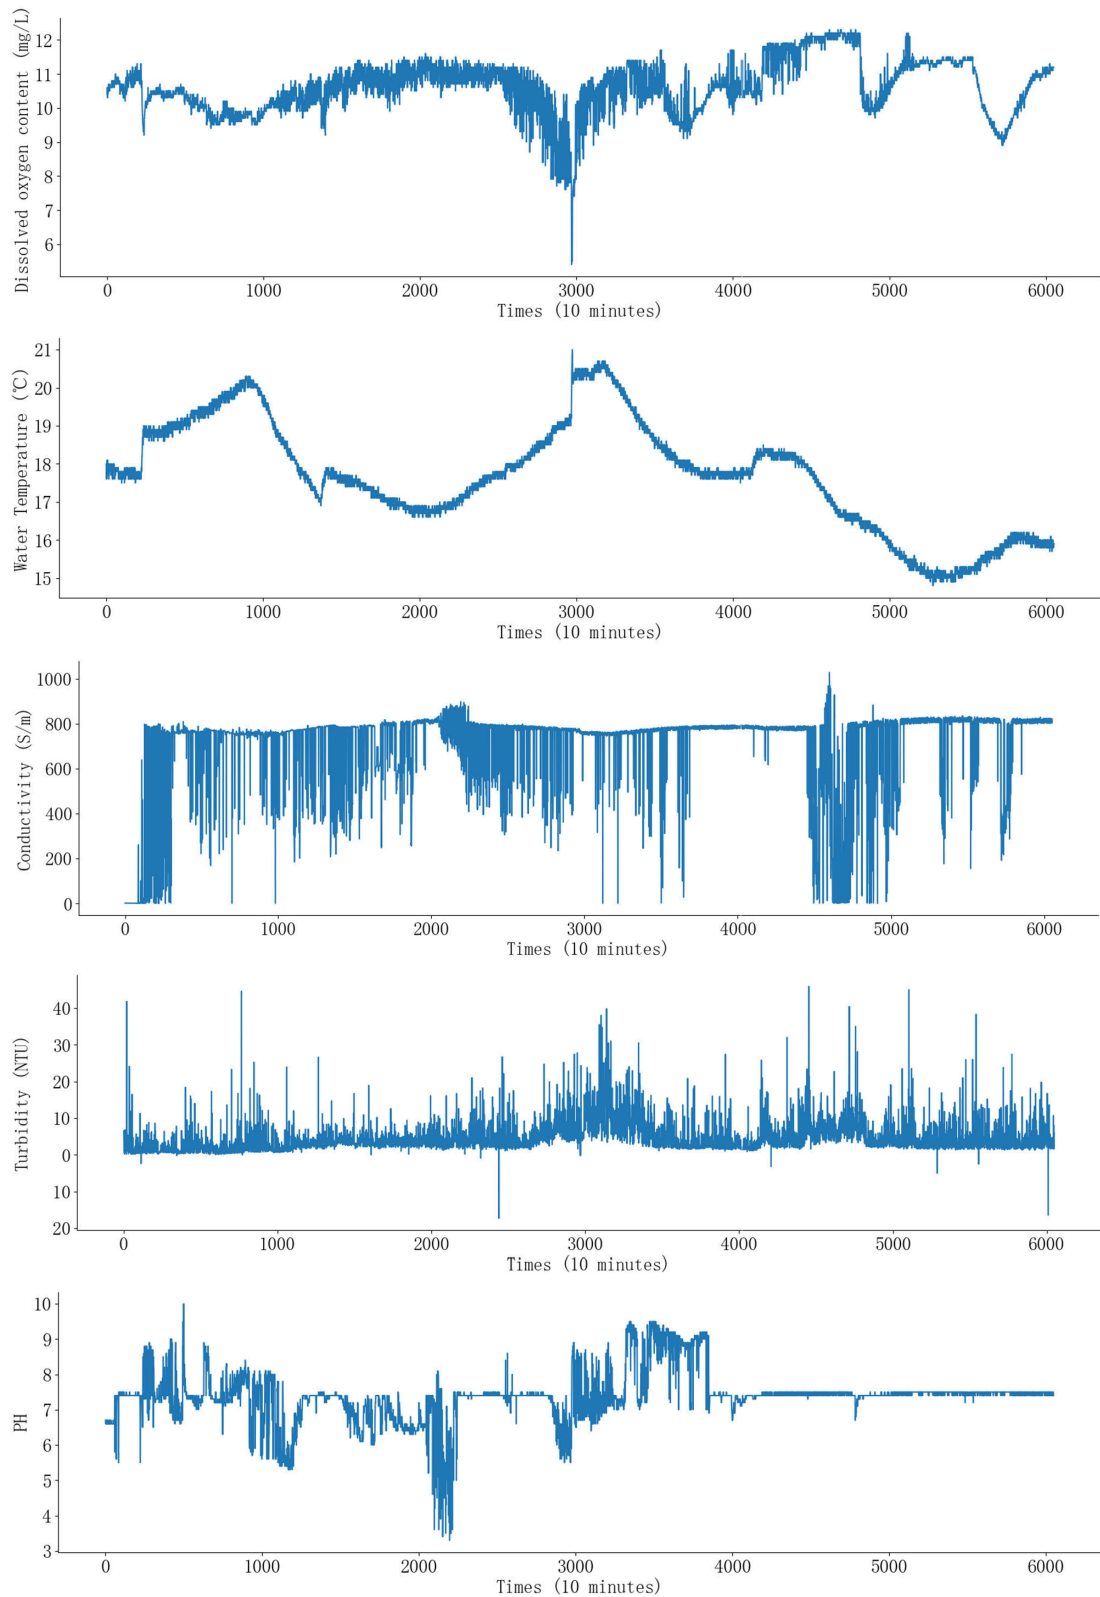 Dissolved oxygen content (mg/L)
12
11
10
9
8
7
6
0 1000 2000 3000 4000 5000 6000
Times (10 minutes)
Water Temperature (℃)
21
20
19
18
17
16
15
0 1000 2000 3000 4000 5000 6000
Times (10 minutes)
Conductivity (S/m)
1000
800
600
400
200
0
0 1000 2000 3000 4000 5000 6000
Times (10 minutes)
Turbidity (NTU)
40
30
20
10
0
10
20
0 1000 2000 3000 4000 5000 6000
Times (10 minutes)
PH
10
9
8
7
6
5
4
3
0 1000 2000 3000 4000 5000 6000
Times (10 minutes)